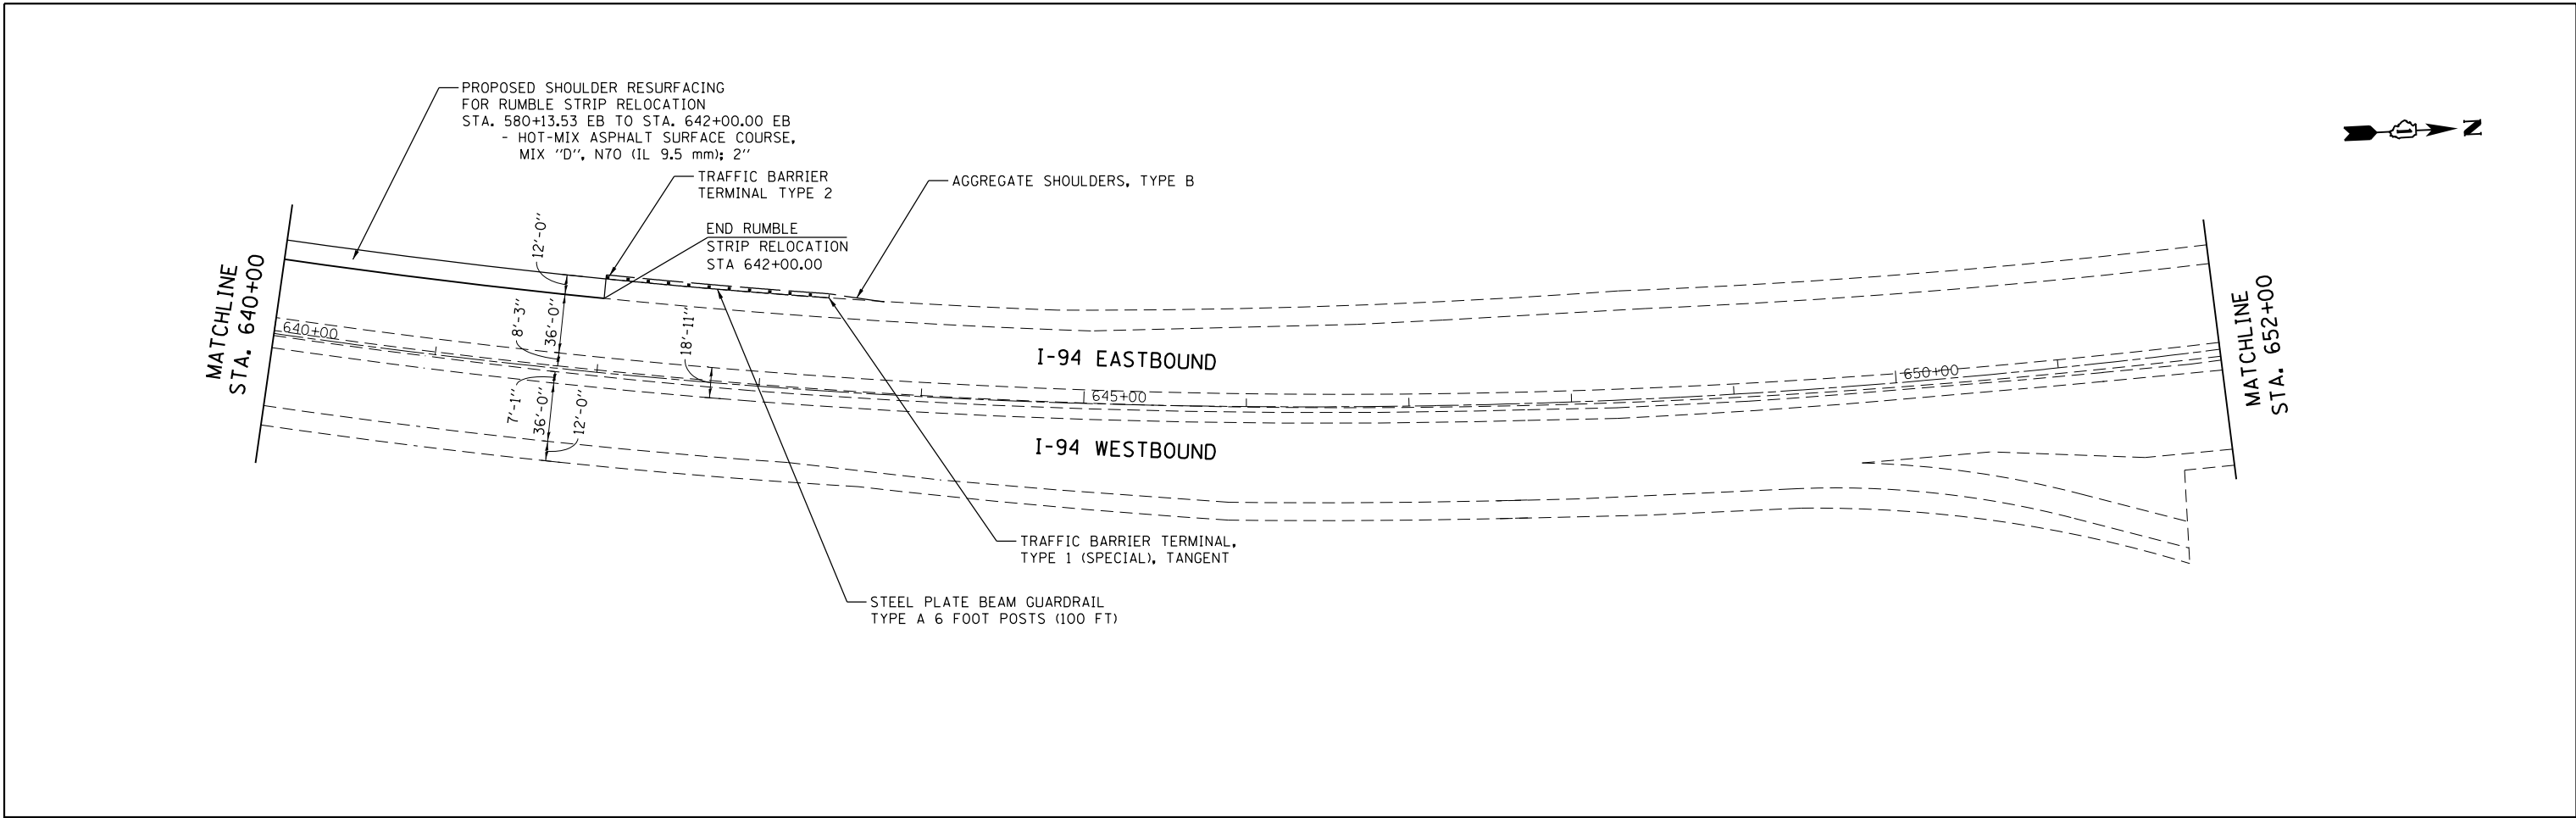 PROPOSED SHOULDER RESURFACING
FOR RUMBLE STRIP RELOCATION
STA. 580+13.53 EB TO STA. 642+00.00 EB
- HOT-MIX ASPHALT SURFACE COURSE,
MIX "D", N70 (IL 9.5 mm); 2"
TRAFFIC BARRIER
TERMINAL TYPE 2
AGGREGATE SHOULDERS, TYPE B
END RUMBLE
STRIP RELOCATION
STA 642+00.00
N
MATCHLINE
STA. 640+00
640+00
12'-0"
8'-3"
36'-0"
18'-11"
7'-1"
36'-0"
12'-0"
I-94 EASTBOUND
645+00
650+00
I-94 WESTBOUND
MATCHLINE
STA. 652+00
TRAFFIC BARRIER TERMINAL,
TYPE 1 (SPECIAL), TANGENT
STEEL PLATE BEAM GUARDRAIL
TYPE A 6 FOOT POSTS (100 FT)